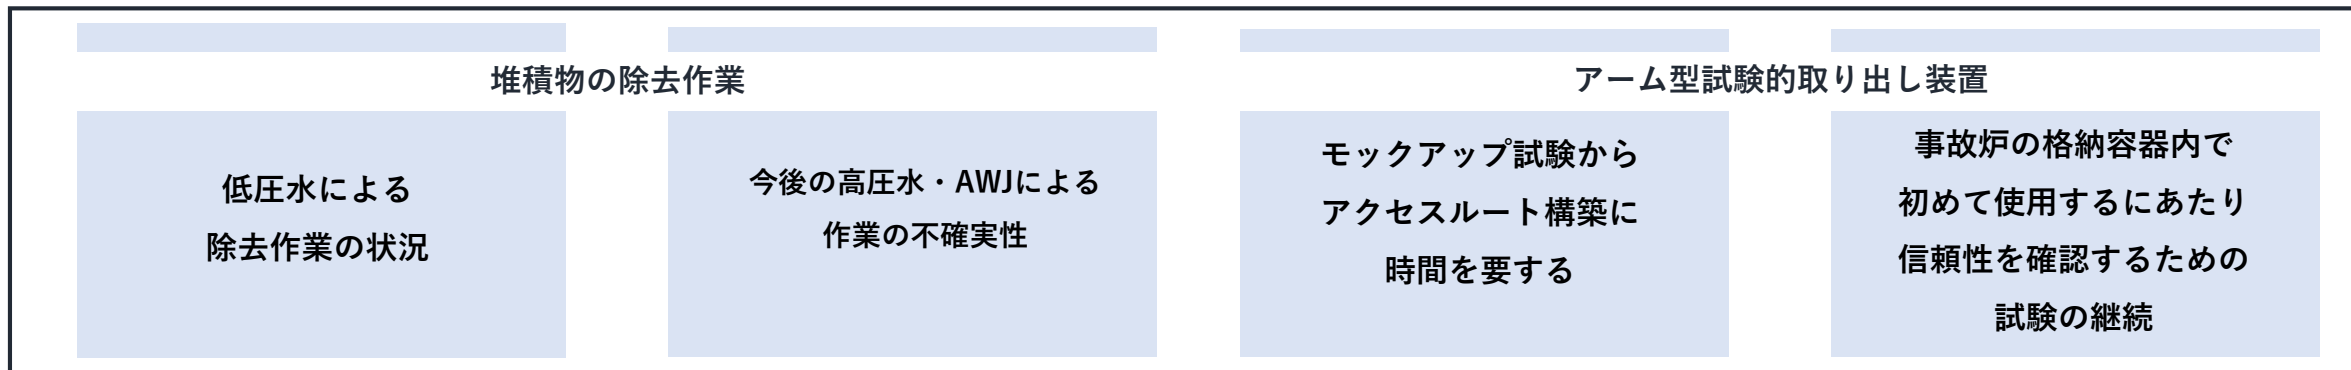 堆積物の除去作業
アーム型試験的取り出し装置
低圧水による
除去作業の状況
今後の高圧水・AWJによる
作業の不確実性
モックアップ試験から
アクセスルート構築に
時間を要する
事故炉の格納容器内で
初めて使用するにあたり
信頼性を確認するための
試験の継続